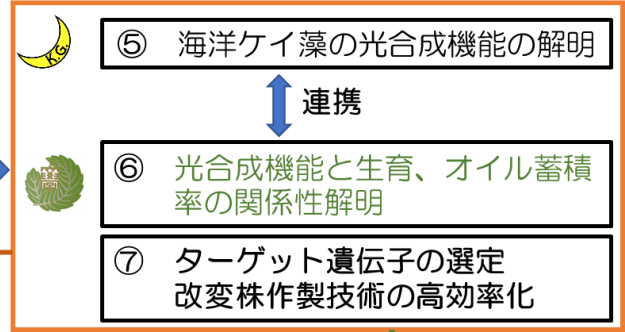 K.G.
⑤ 海洋ケイ藻の光合成機能の解明
連携
高
⑥ 光合成機能と生育、オイル蓄積
率の関係性解明
⑦ ターゲット遺伝子の選定
改変株作製技術の高効率化